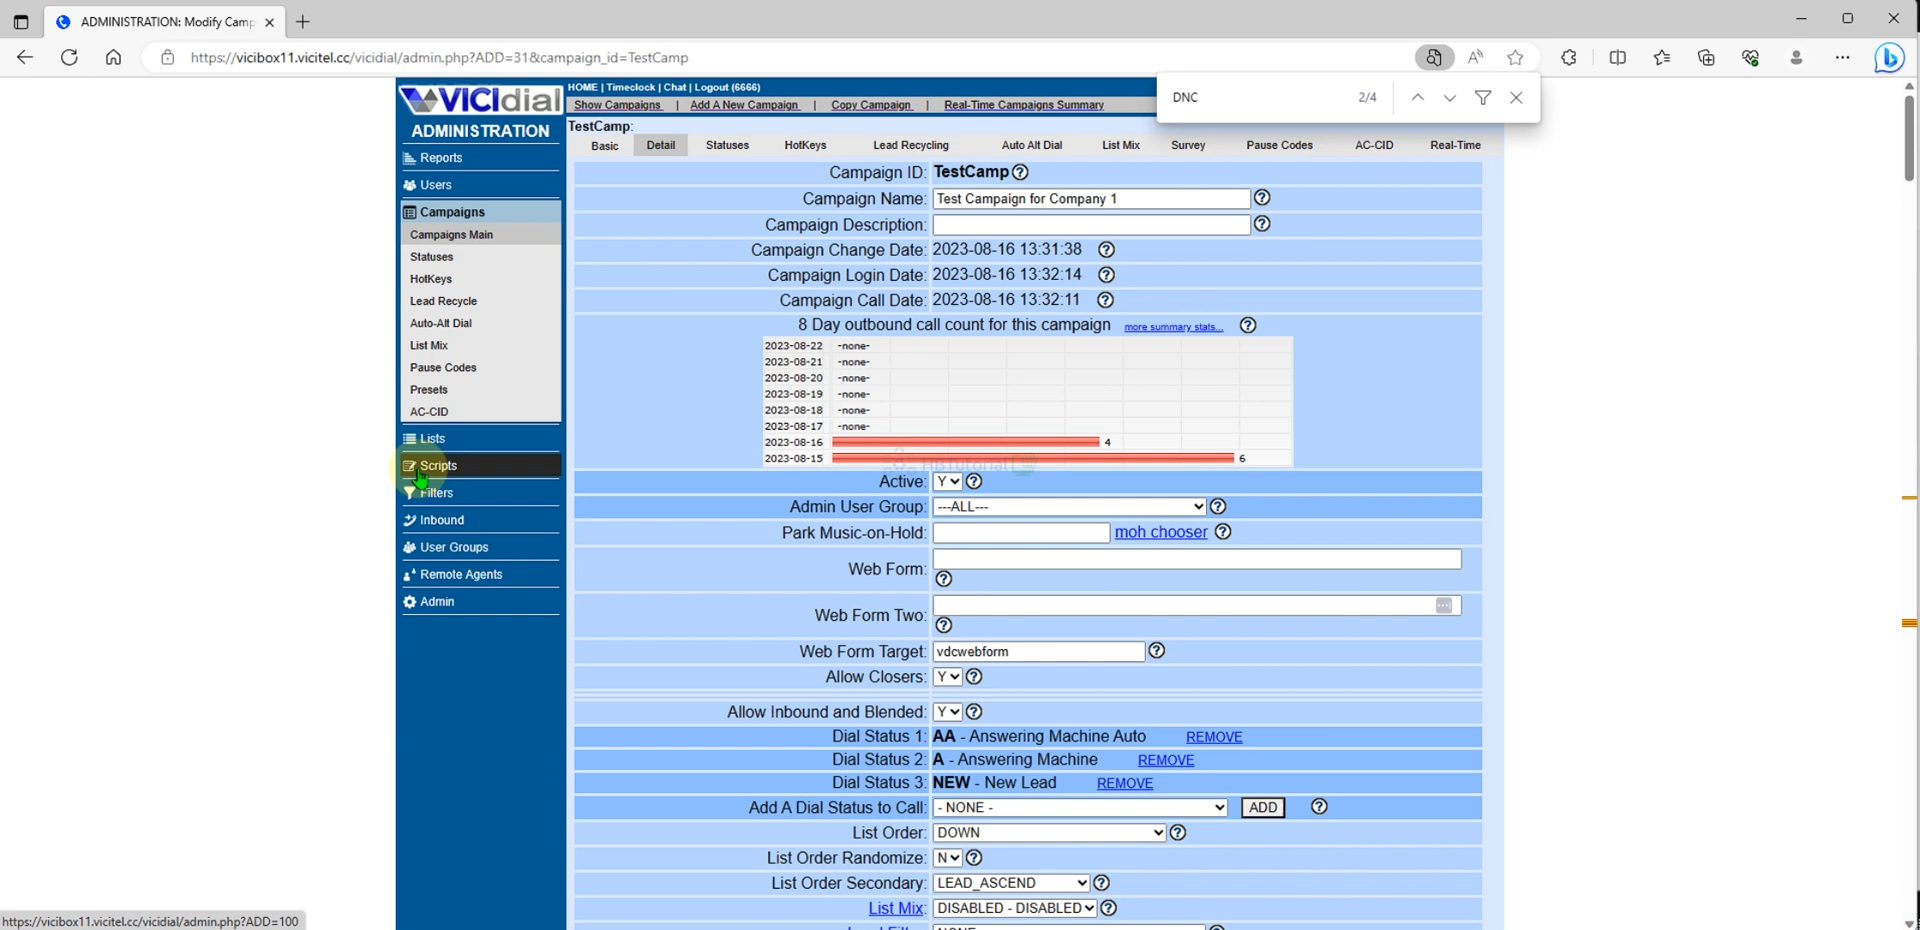 ADMINISTRATION: Modify Camp
https://vicibox11.vicitel.cc/vicidial/admin.php?ADD=31&campaign_id=TestCamp
DNC 2/4
VICIdial
ADMINISTRATION
Reports
Users
Campaigns
Campaigns Main
Statuses
HotKeys
Lead Recycle
Auto-Alt Dial
List Mix
Pause Codes
Presets
AC-CID
Lists
Scripts
Filters
Inbound
User Groups
Remote Agents
Admin
HOME | Timeclock | Chat | Logout (6666)
Show Campaigns | Add A New Campaign | Copy Campaign | Real-Time Campaigns Summary
TestCamp:
Basic Detail Statuses HotKeys Lead Recycling Auto Alt Dial List Mix Survey Pause Codes AC-CID Real-Time
Campaign ID: TestCamp
Campaign Name: Test Campaign for Company 1
Campaign Description:
Campaign Change Date: 2023-08-16 13:31:38
Campaign Login Date: 2023-08-16 13:32:14
Campaign Call Date: 2023-08-16 13:32:11
8 Day outbound call count for this campaign more summary stats...
2023-08-22 -none-
2023-08-21 -none-
2023-08-20 -none-
2023-08-19 -none-
2023-08-18 -none-
2023-08-17 -none-
2023-08-16 4
2023-08-15 6
HBTutorial
Active: Y
Admin User Group: ---ALL---
Park Music-on-Hold: moh chooser
Web Form:
Web Form Two:
Web Form Target: vdcwebform
Allow Closers: Y
Allow Inbound and Blended: Y
Dial Status 1: AA - Answering Machine Auto REMOVE
Dial Status 2: A - Answering Machine REMOVE
Dial Status 3: NEW - New Lead REMOVE
Add A Dial Status to Call: - NONE - ADD
List Order: DOWN
List Order Randomize: N
List Order Secondary: LEAD_ASCEND
List Mix: DISABLED - DISABLED
https://vicibox11.vicitel.cc/vicidial/admin.php?ADD=100